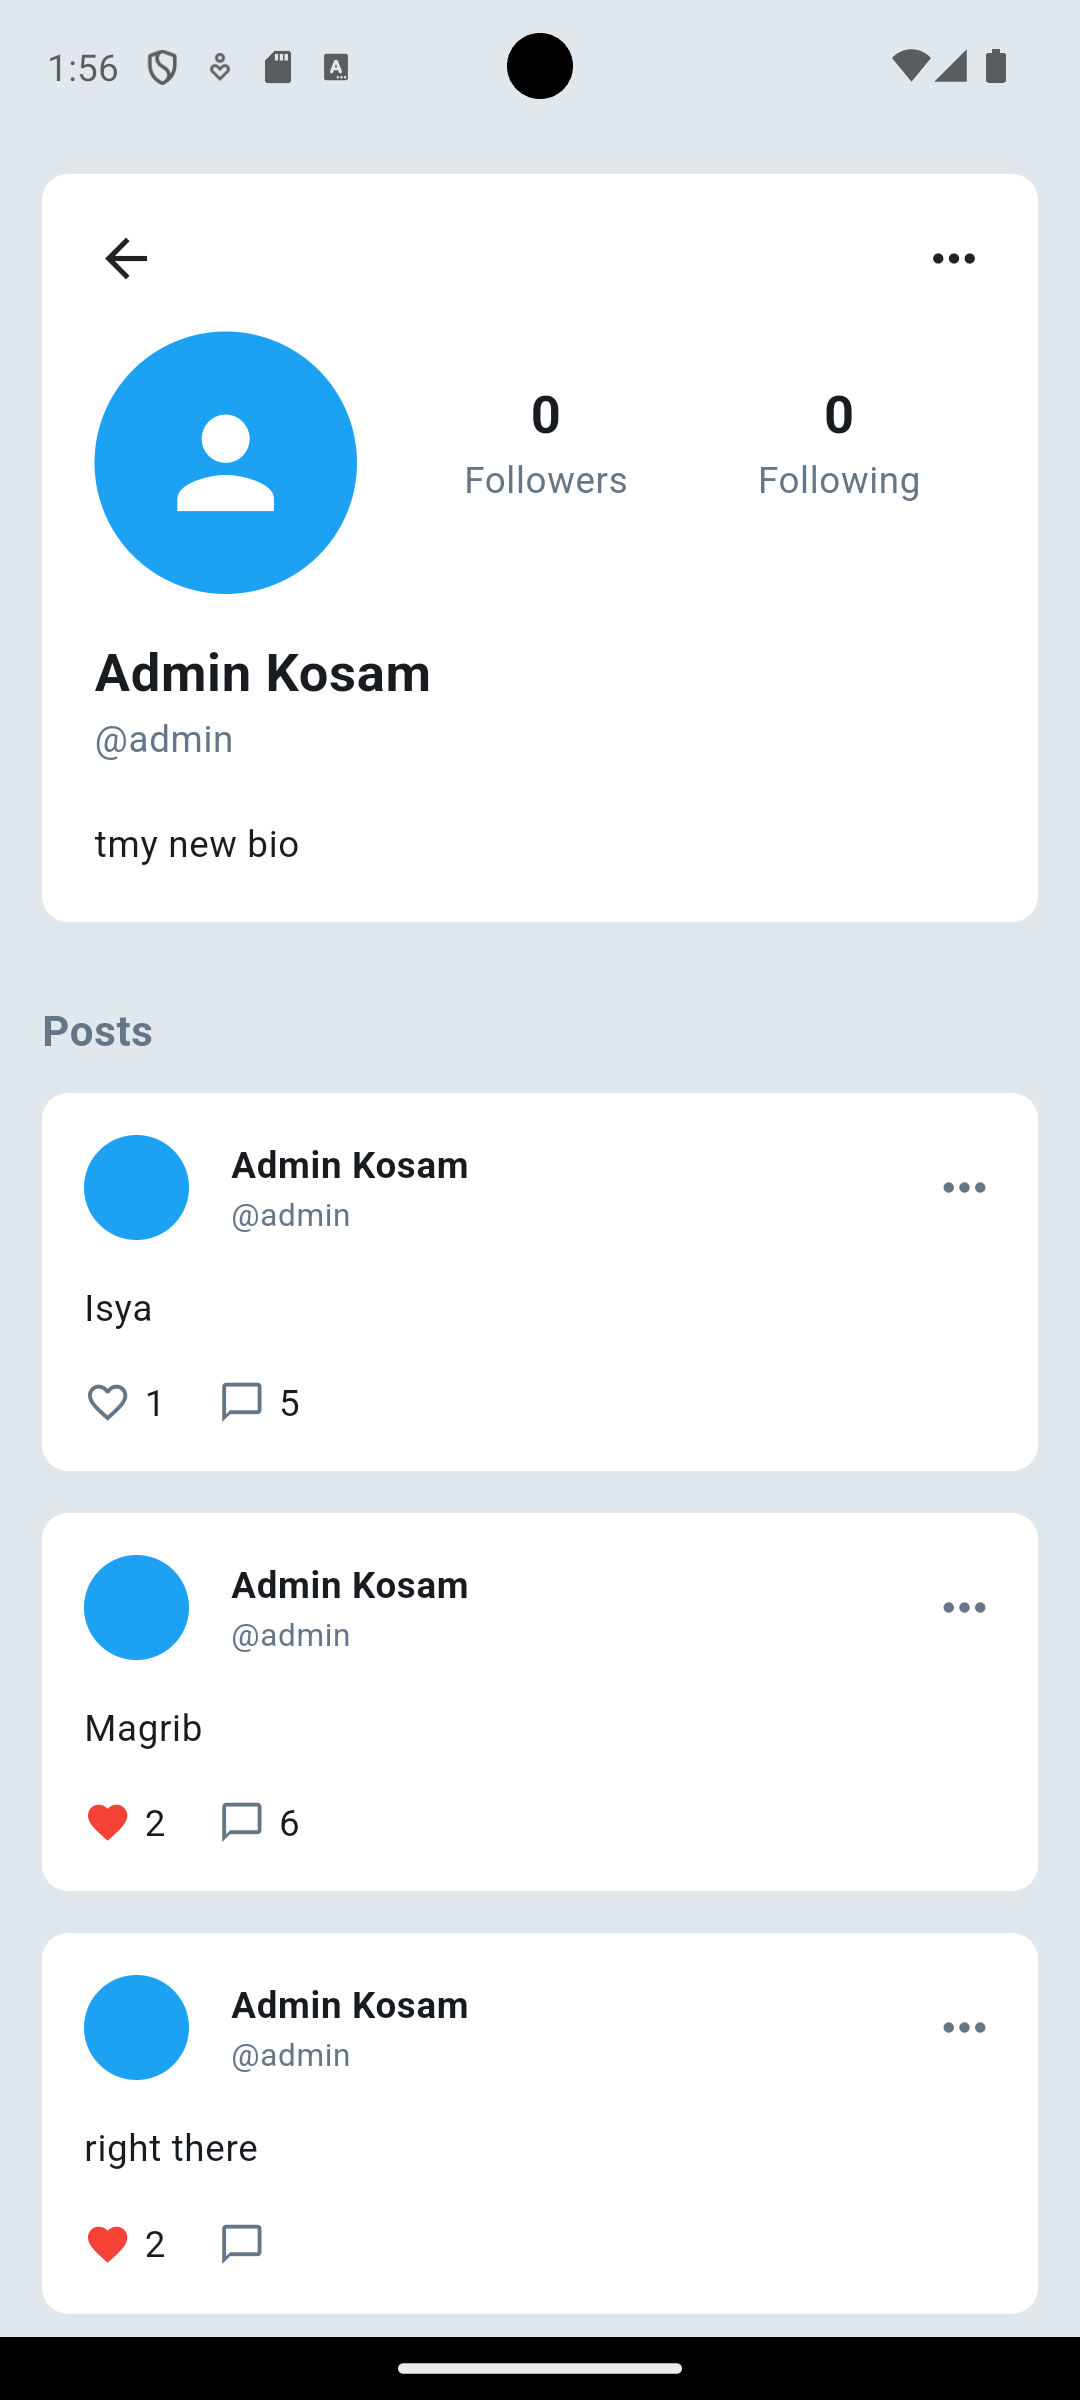 1:56
0
0
Followers
Following
Admin Kosam
@admin
tmy new bio
Posts
Admin Kosam
@admin
Isya
1
5
Admin Kosam
@admin
Magrib
2
6
Admin Kosam
@admin
right there
2